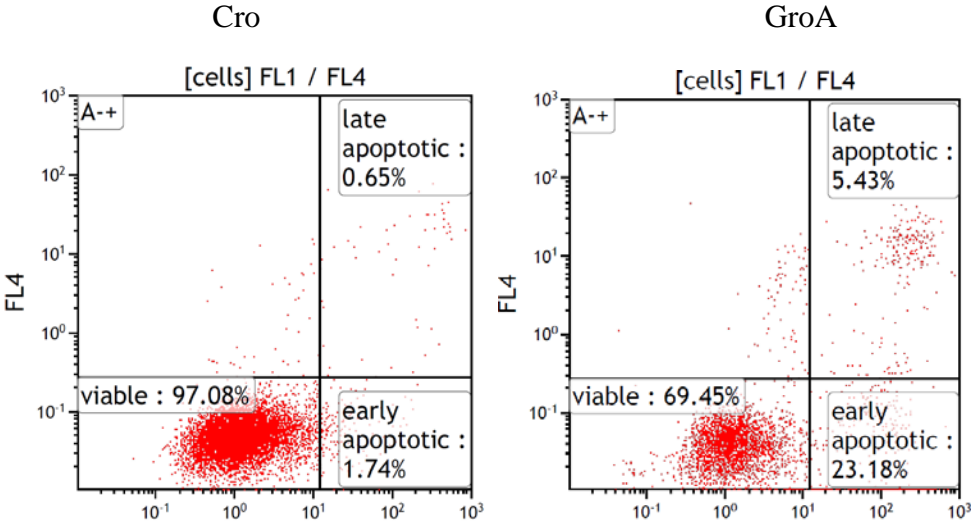 Cro
GroA
[cells] FL1 / FL4
10³
A-+
late
apoptotic :
0.65%
10²
10¹
FL4
10⁰
viable : 97.08%
10⁻¹
early
apoptotic :
1.74%
10⁻¹ 10⁰ 10¹ 10² 10³
[cells] FL1 / FL4
10³
A-+
late
apoptotic :
5.43%
10²
10¹
FL4
10⁰
viable : 69.45%
10⁻¹
early
apoptotic :
23.18%
10⁻¹ 10⁰ 10¹ 10² 10³